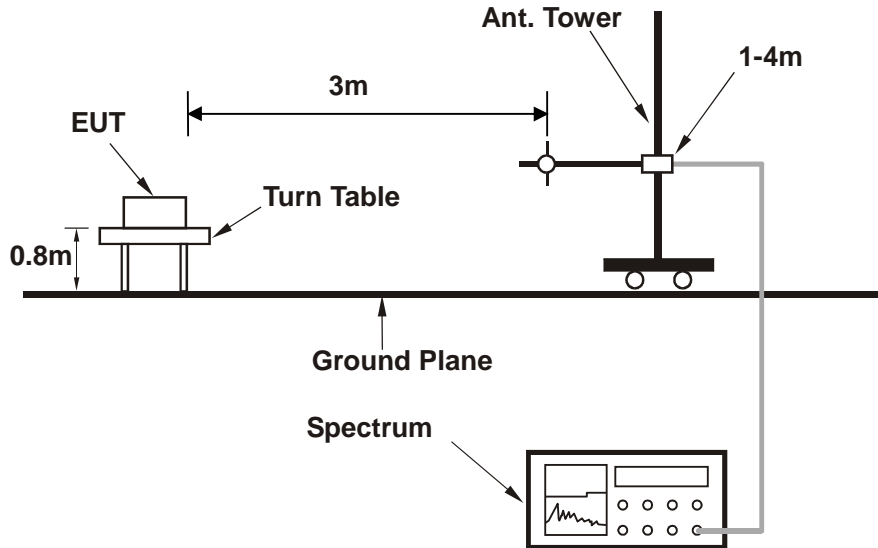 Ant. Tower
1-4m
3m
EUT
Turn Table
0.8m
Ground Plane
Spectrum